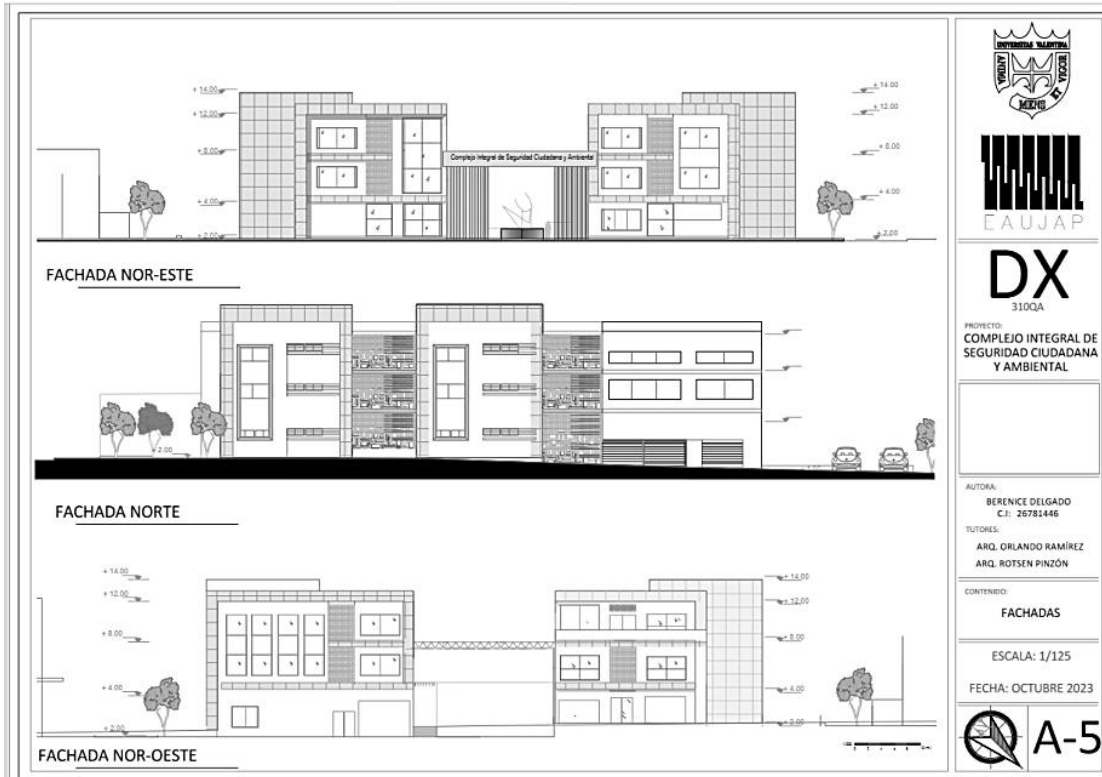 + 14.00
+ 12.00
+ 8.00
+ 4.00
+ 2.00
Complejo Integral de Seguridad Ciudadana y Ambiental
+ 14.00
+ 12.00
+ 8.00
+ 4.00
+ 2.00
FACHADA NOR-ESTE
+ 2.00
FACHADA NORTE
+ 14.00
+ 12.00
+ 8.00
+ 4.00
+ 2.00
+ 14.00
+ 12.00
+ 8.00
+ 4.00
+ 2.00
FACHADA NOR-OESTE
UNIVERSITAS VALENTINA
ANIMA
MENS
ET VIGOR
EAUJAP
DX
310QA
PROYECTO:
COMPLEJO INTEGRAL DE
SEGURIDAD CIUDADANA
Y AMBIENTAL
AUTORA:
BERENICE DELGADO
C.I: 26781446
TUTORES:
ARQ. ORLANDO RAMÍREZ
ARQ. ROTSEN PINZÓN
CONTENIDO:
FACHADAS
ESCALA: 1/125
FECHA: OCTUBRE 2023
A-5